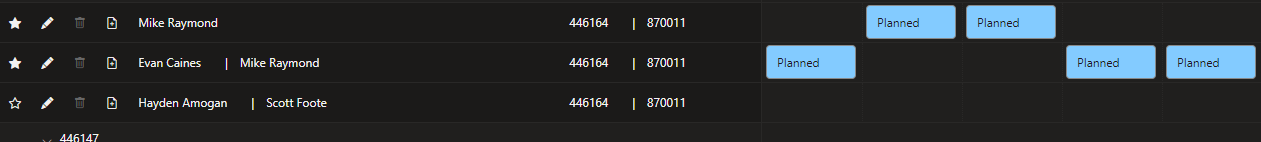 Mike Raymond 446164 | 870011 Planned Planned
Evan Caines | Mike Raymond 446164 | 870011 Planned Planned Planned
Hayden Amogan | Scott Foote 446164 | 870011
446147